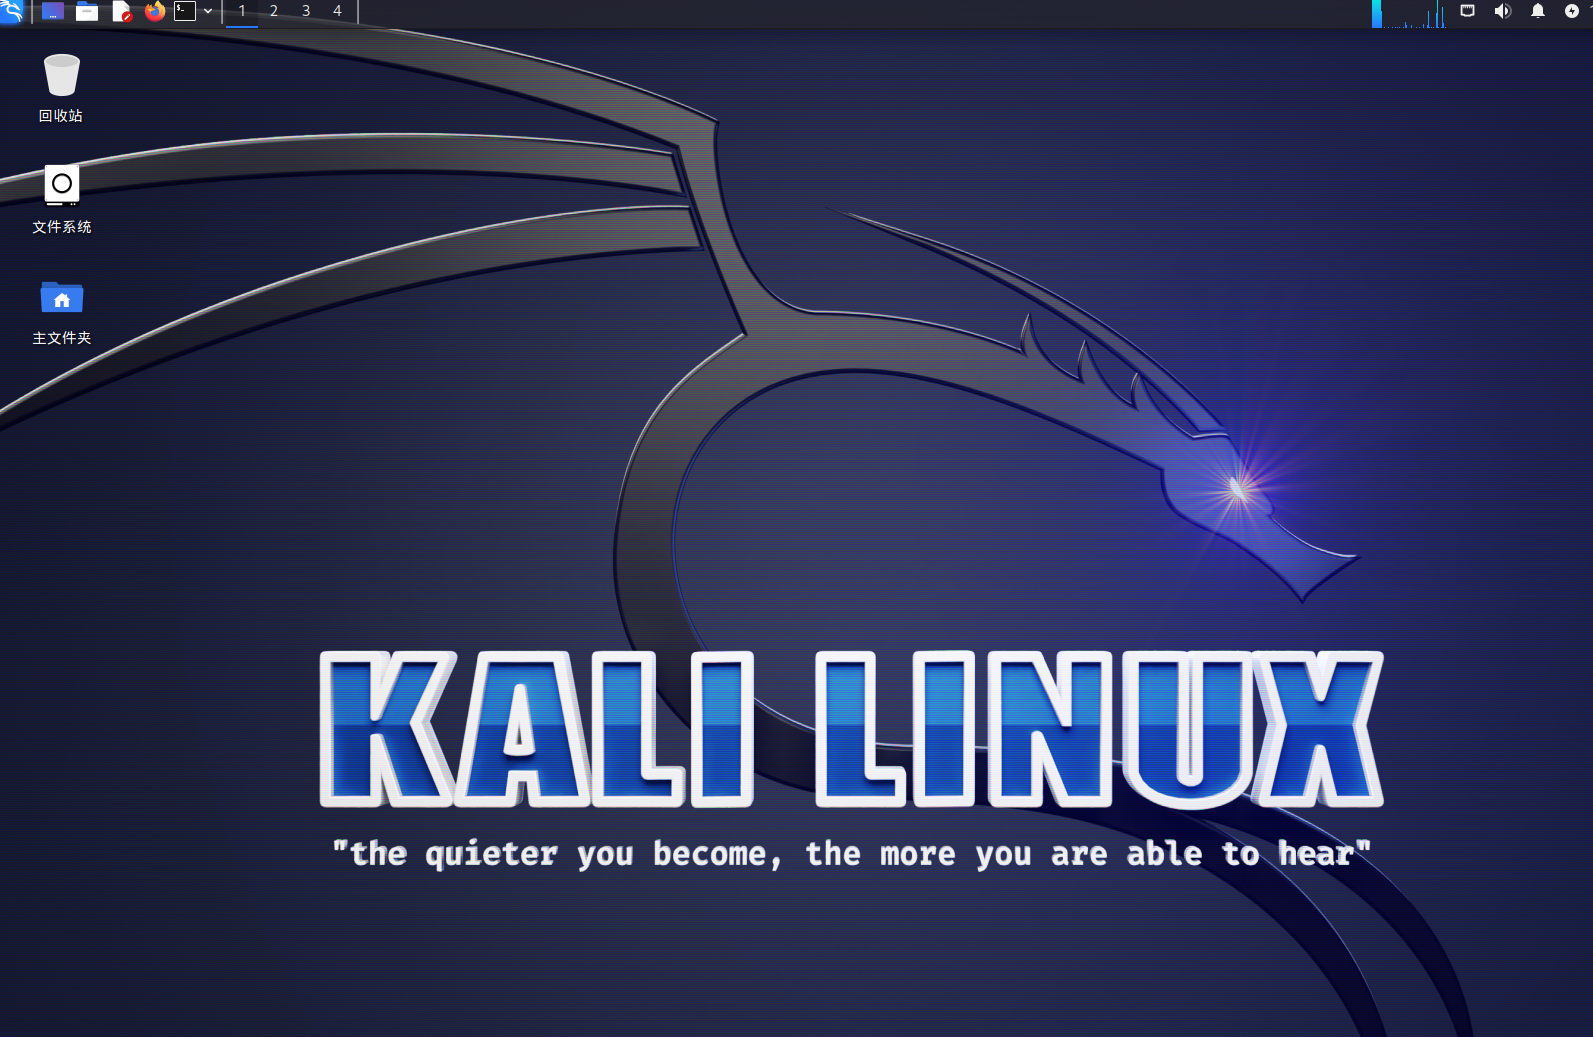 1 2 3 4
回收站
文件系统
主文件夹
KALI LINUX
"the quieter you become, the more you are able to hear"